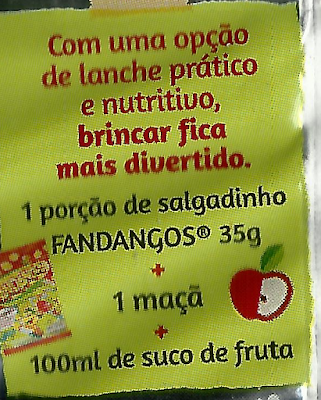 Com uma opção
de lanche prático
e nutritivo,
brincar fica
mais divertido.
1 porção de salgadinho
FANDANGOS® 35g
+
1 maçã
+
100ml de suco de fruta